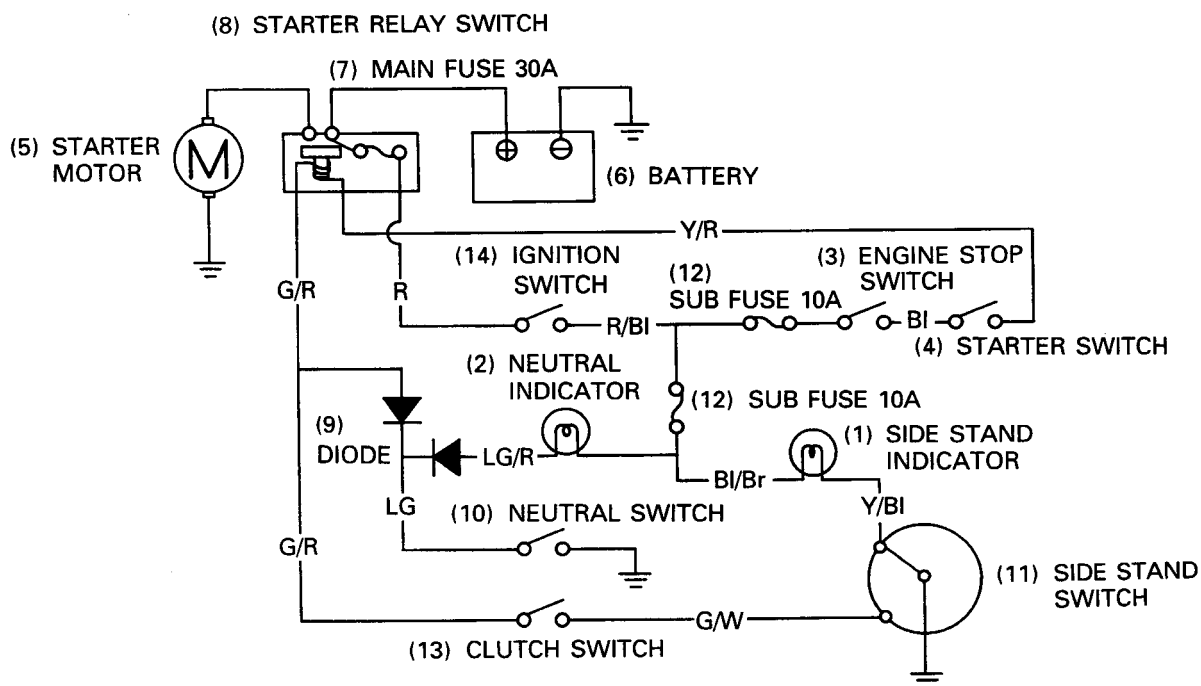 (8) STARTER RELAY SWITCH
(7) MAIN FUSE 30A
(5) STARTER
MOTOR
M
(6) BATTERY
Y/R
(14) IGNITION
SWITCH
(12)
SUB FUSE 10A
(3) ENGINE STOP
SWITCH
G/R
R
R/Bl
Bl
(4) STARTER SWITCH
(2) NEUTRAL
INDICATOR
(12) SUB FUSE 10A
(9)
DIODE
LG/R
(1) SIDE STAND
INDICATOR
Bl/Br
LG
(10) NEUTRAL SWITCH
Y/Bl
G/R
(11) SIDE STAND
SWITCH
G/W
(13) CLUTCH SWITCH